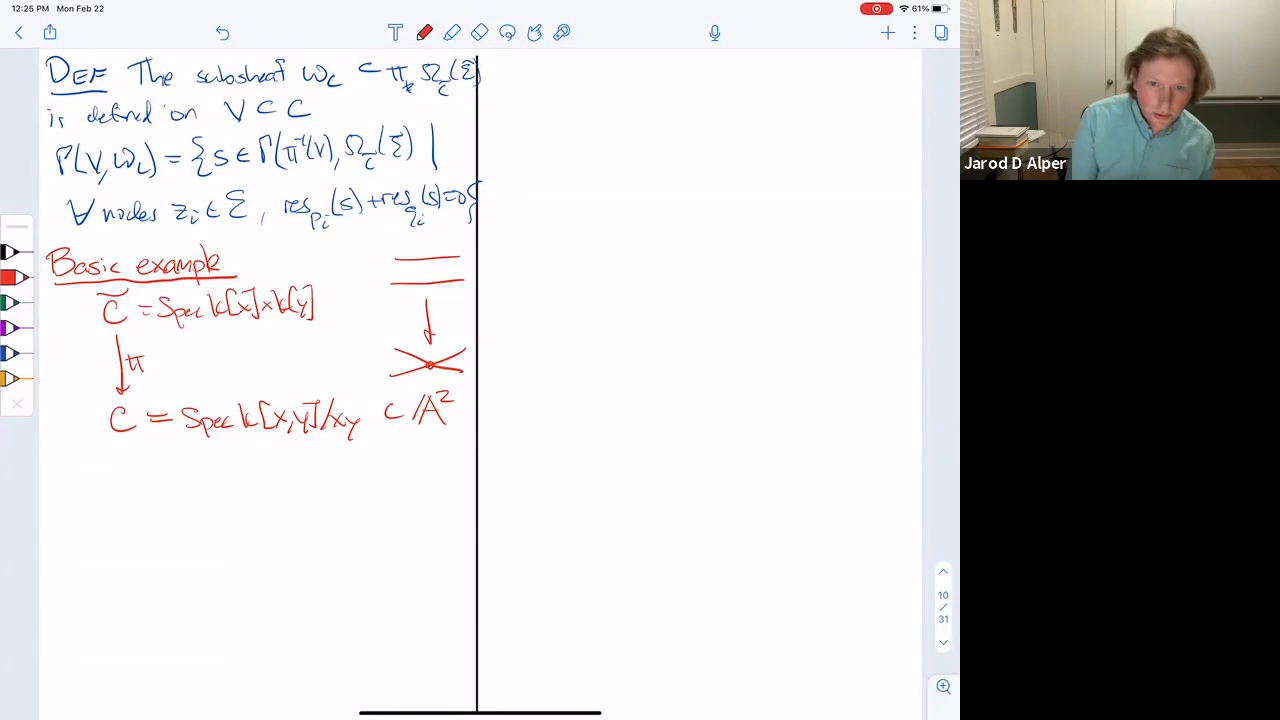 12:25 PM Mon Feb 22
61%
DEF The subsheaf ω_C ⊂ π_* Ω_C̃(Σ̃)
is defined on V ⊂ C
Γ(V, ω_C) = { s ∈ Γ(π⁻¹(V), Ω_C̃(Σ̃)) |
∀ nodes z_i ∈ Σ, res_{p_i}(s) + res_{q_i}(s) = 0 }
Basic example
C̃ = Spec k[x] × k[y]
π
C = Spec k[x,y]/xy ⊂ A²
10
/
31
Jarod D Alper